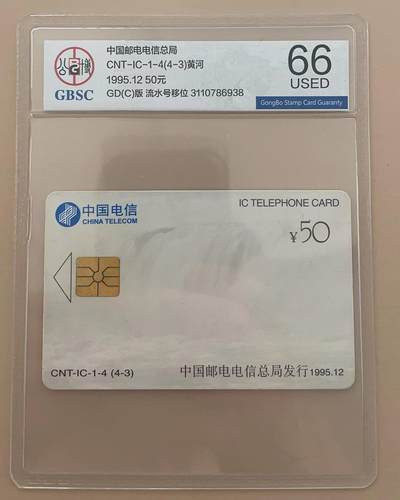 中国邮电电信总局
CNT-IC-1-4(4-3)黄河
1995.12 50元
GD(C)版 流水号移位 3110786938
GBSC
66
USED
GongBo Stamp Card Guaranty
中国电信
CHINA TELECOM
IC TELEPHONE CARD
¥50
CNT-IC-1-4 (4-3)
中国邮电电信总局发行1995.12